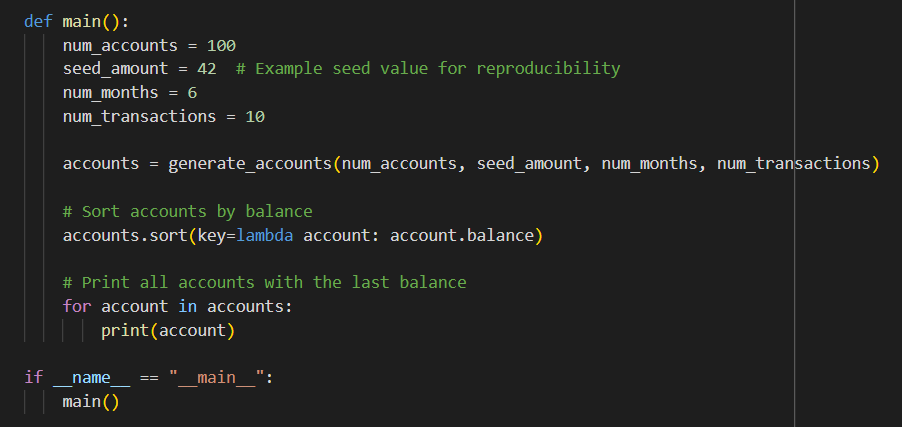 def main():
    num_accounts = 100
    seed_amount = 42  # Example seed value for reproducibility
    num_months = 6
    num_transactions = 10

    accounts = generate_accounts(num_accounts, seed_amount, num_months, num_transactions)

    # Sort accounts by balance
    accounts.sort(key=lambda account: account.balance)

    # Print all accounts with the last balance
    for account in accounts:
        print(account)

if __name__ == "__main__":
    main()